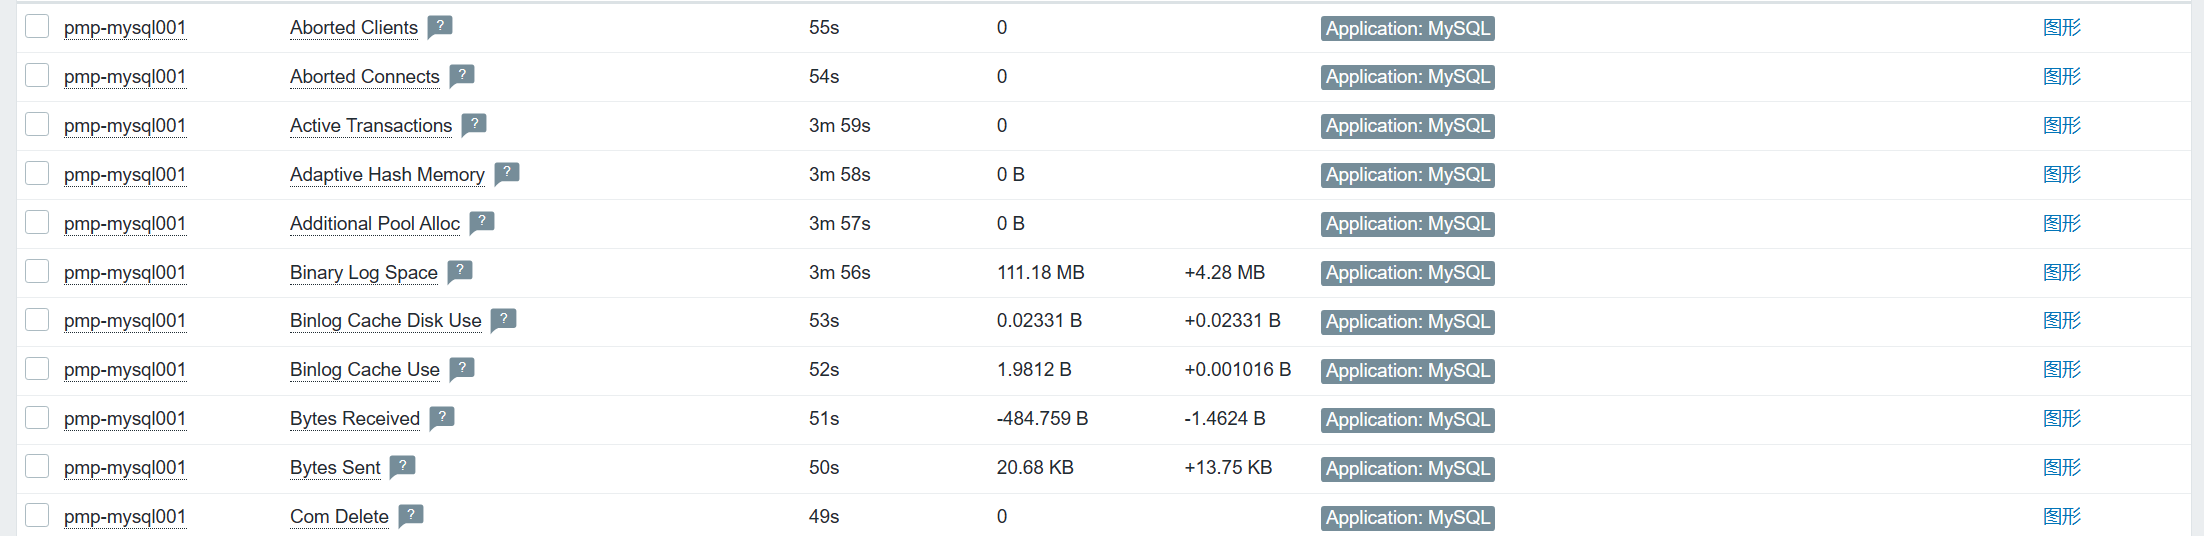 pmp-mysql001 Aborted Clients ? 55s 0 Application: MySQL 图形
pmp-mysql001 Aborted Connects ? 54s 0 Application: MySQL 图形
pmp-mysql001 Active Transactions ? 3m 59s 0 Application: MySQL 图形
pmp-mysql001 Adaptive Hash Memory ? 3m 58s 0 B Application: MySQL 图形
pmp-mysql001 Additional Pool Alloc ? 3m 57s 0 B Application: MySQL 图形
pmp-mysql001 Binary Log Space ? 3m 56s 111.18 MB +4.28 MB Application: MySQL 图形
pmp-mysql001 Binlog Cache Disk Use ? 53s 0.02331 B +0.02331 B Application: MySQL 图形
pmp-mysql001 Binlog Cache Use ? 52s 1.9812 B +0.001016 B Application: MySQL 图形
pmp-mysql001 Bytes Received ? 51s -484.759 B -1.4624 B Application: MySQL 图形
pmp-mysql001 Bytes Sent ? 50s 20.68 KB +13.75 KB Application: MySQL 图形
pmp-mysql001 Com Delete ? 49s 0 Application: MySQL 图形